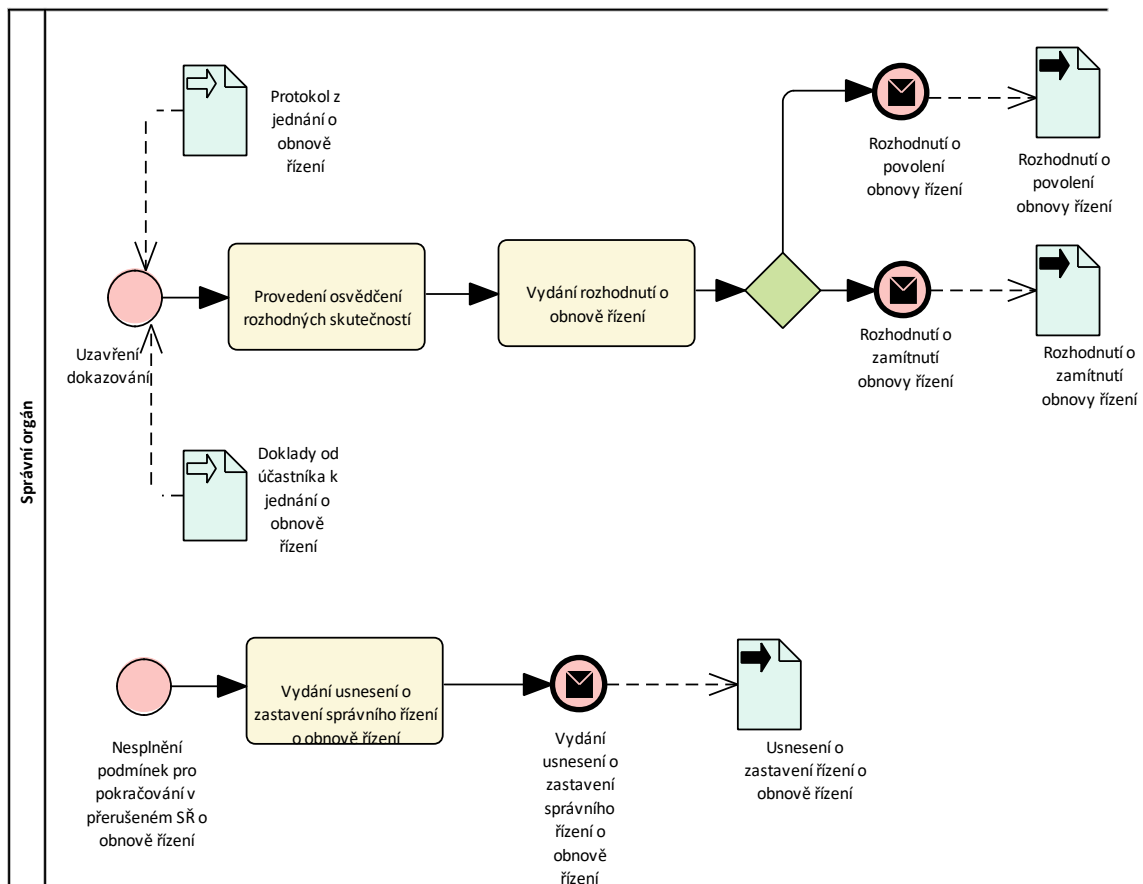 Správní orgán
Protokol z
jednání o
obnově
řízení
Rozhodnutí o
povolení
obnovy řízení
Rozhodnutí o
povolení
obnovy řízení
Uzavření
dokazování
Provedení osvědčení
rozhodných skutečností
Vydání rozhodnutí o
obnově řízení
Rozhodnutí o
zamítnutí
obnovy řízení
Rozhodnutí o
zamítnutí
obnovy řízení
Doklady od
účastníka k
jednání o
obnově
řízení
Nesplnění
podmínek pro
pokračování v
přerušeném SŘ o
obnově řízení
Vydání usnesení o
zastavení správního řízení
o obnově řízení
Vydání
usnesení o
zastavení
správního
řízení o
obnově
řízení
Usnesení o
zastavení řízení o
obnově řízení